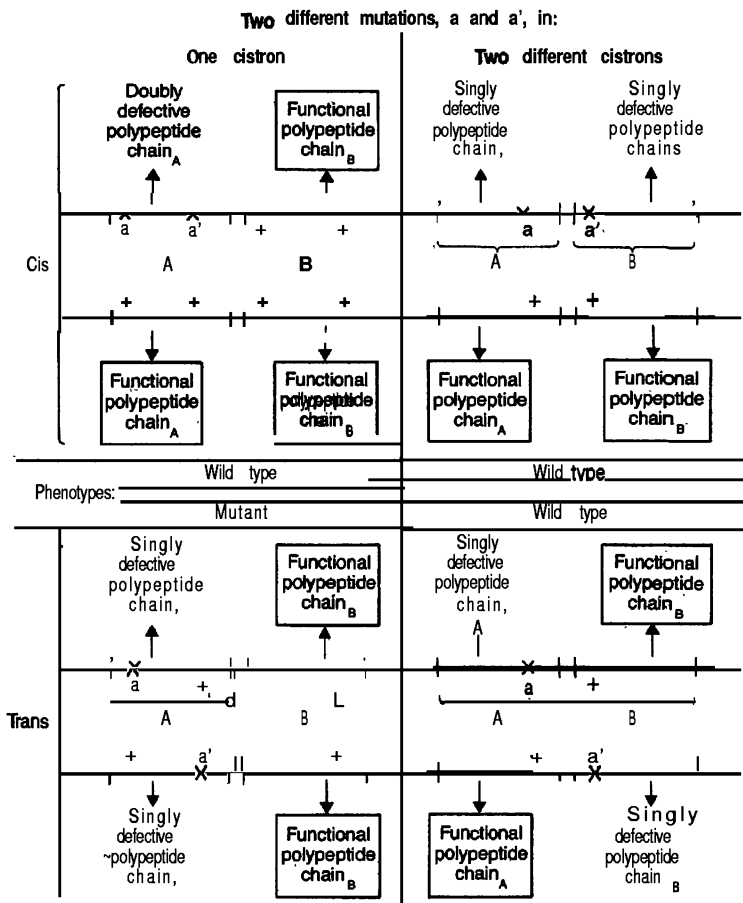 Two different mutations, a and a', in:
One cistron
Two different cistrons
Doubly
defective
polypeptide
chain A
Functional
polypeptide
chain B
Singly
defective
polypeptide
chain,
Singly
defective
polypeptide
chains
a a' + +
a a'
Cis
A B
A B
+ + + +
+ +
Functional
polypeptide
chain A
Functional
polypeptide
chain B
Functional
polypeptide
chain A
Functional
polypeptide
chain B
Wild type
Wild type
Phenotypes:
Mutant
Wild type
Singly
defective
polypeptide
chain,
Functional
polypeptide
chain B
Singly
defective
polypeptide
chain,
A
Functional
polypeptide
chain B
a + d L
a +
Trans
A B
A B
+ a' +
+ a'
Singly
defective
~polypeptide
chain,
Functional
polypeptide
chain B
Functional
polypeptide
chain A
Singly
defective
polypeptide
chain B